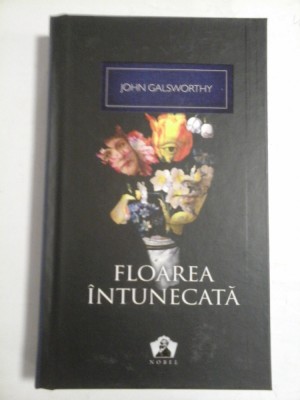 JOHN GALSWORTHY
FLOAREA
ÎNTUNECATĂ
NOBEL